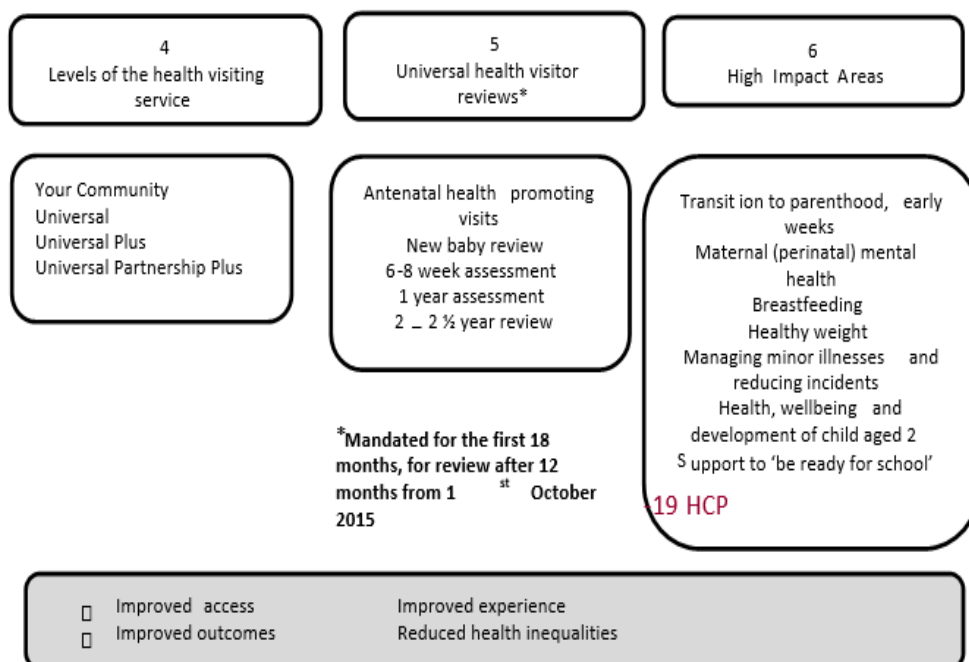 4
Levels of the health visiting
service
5
Universal health visitor
reviews*
6
High Impact Areas
Your Community
Universal
Universal Plus
Universal Partnership Plus
Antenatal health promoting
visits
New baby review
6-8 week assessment
1 year assessment
2 – 2 ½ year review
Transit ion to parenthood, early
weeks
Maternal (perinatal) mental
health
Breastfeeding
Healthy weight
Managing minor illnesses and
reducing incidents
Health, wellbeing and
development of child aged 2
S upport to ‘be ready for school’
-19 HCP
*Mandated for the first 18
months, for review after 12
months from 1 st October
2015
Improved access Improved experience
Improved outcomes Reduced health inequalities